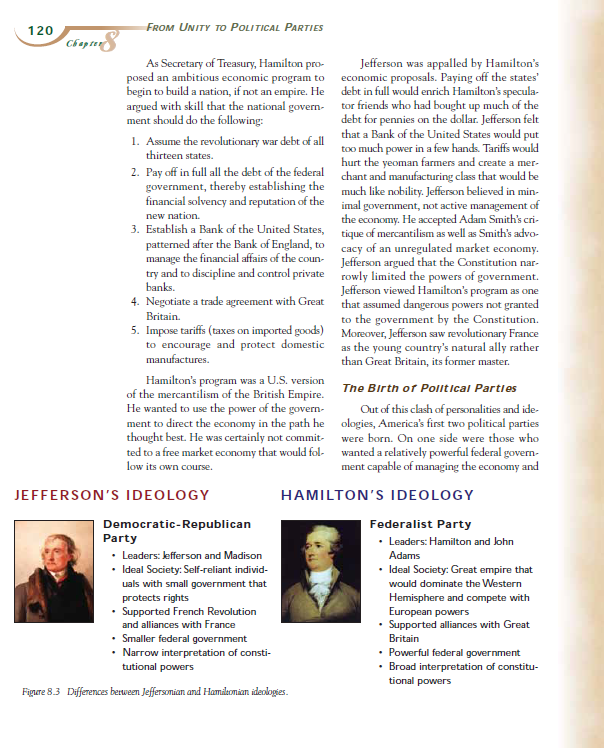 120
Chapter 8
FROM UNITY TO POLITICAL PARTIES
As Secretary of Treasury, Hamilton pro-
posed an ambitious economic program to
begin to build a nation, if not an empire. He
argued with skill that the national govern-
ment should do the following:
1. Assume the revolutionary war debt of all
thirteen states.
2. Pay off in full all the debt of the federal
government, thereby establishing the
financial solvency and reputation of the
new nation.
3. Establish a Bank of the United States,
patterned after the Bank of England, to
manage the financial affairs of the coun-
try and to discipline and control private
banks.
4. Negotiate a trade agreement with Great
Britain.
5. Impose tariffs (taxes on imported goods)
to encourage and protect domestic
manufactures.
Hamilton's program was a U.S. version
of the mercantilism of the British Empire.
He wanted to use the power of the govern-
ment to direct the economy in the path he
thought best. He was certainly not commit-
ted to a free market economy that would fol-
low its own course.
Jefferson was appalled by Hamilton's
economic proposals. Paying off the states'
debt in full would enrich Hamilton's specula-
tor friends who had bought up much of the
debt for pennies on the dollar. Jefferson felt
that a Bank of the United States would put
too much power in a few hands. Tariffs would
hurt the yeoman farmers and create a mer-
chant and manufacturing class that would be
much like nobility. Jefferson believed in min-
imal government, not active management of
the economy. He accepted Adam Smith's cri-
tique of mercantilism as well as Smith's advo-
cacy of an unregulated market economy.
Jefferson argued that the Constitution nar-
rowly limited the powers of government.
Jefferson viewed Hamilton's program as one
that assumed dangerous powers not granted
to the government by the Constitution.
Moreover, Jefferson saw revolutionary France
as the young country's natural ally rather
than Great Britain, its former master.
The Birth of Political Parties
Out of this clash of personalities and ide-
ologies, America's first two political parties
were born. On one side were those who
wanted a relatively powerful federal govern-
ment capable of managing the economy and
JEFFERSON'S IDEOLOGY
Democratic-Republican
Party
• Leaders: Jefferson and Madison
• Ideal Society: Self-reliant individ-
uals with small government that
protects rights
• Supported French Revolution
and alliances with France
• Smaller federal government
• Narrow interpretation of consti-
tutional powers
HAMILTON'S IDEOLOGY
Federalist Party
• Leaders: Hamilton and John
Adams
• Ideal Society: Great empire that
would dominate the Western
Hemisphere and compete with
European powers
• Supported alliances with Great
Britain
• Powerful federal government
• Broad interpretation of constitu-
tional powers
Figure 8.3 Differences between Jeffersonian and Hamiltonian ideologies.